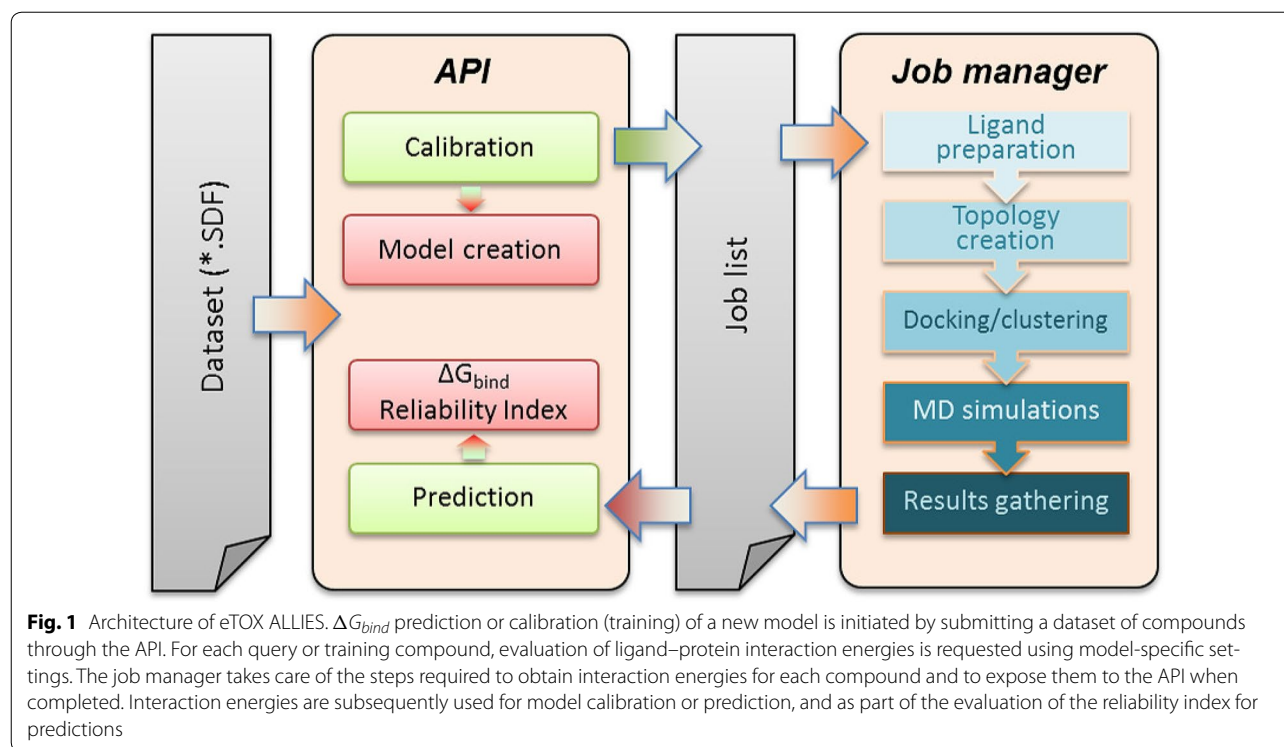 Dataset (*.SDF)
API
Calibration
Model creation
ΔGbind
Reliability Index
Prediction
Job list
Job manager
Ligand
preparation
Topology
creation
Docking/clustering
MD simulations
Results gathering
Fig. 1 Architecture of eTOX ALLIES. ΔGbind prediction or calibration (training) of a new model is initiated by submitting a dataset of compounds
through the API. For each query or training compound, evaluation of ligand–protein interaction energies is requested using model-specific set-
tings. The job manager takes care of the steps required to obtain interaction energies for each compound and to expose them to the API when
completed. Interaction energies are subsequently used for model calibration or prediction, and as part of the evaluation of the reliability index for
predictions